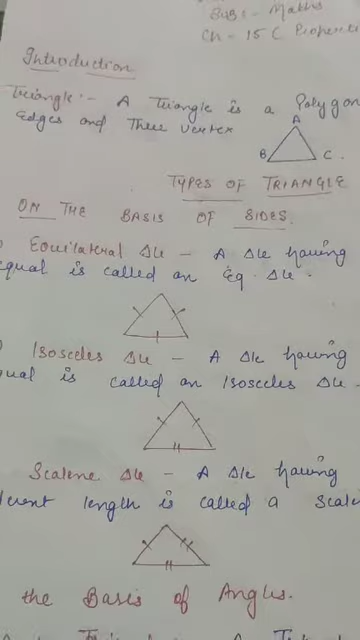 Sub:- Maths
Ch - 15 C Properti
Introduction
Triangle:- A Triangle is a Polygon
Edges and Three Vertex
A
B
C.
TYPES OF TRIANGLE
ON THE BASIS OF SIDES.
Equilateral Δle - A Δle having
equal is called an Eq. Δle.
Isosceles Δle - A Δle having
qual is called an Isosceles Δle.
Scalene Δle - A Δle having
ferent length is called a Scale
the Basis of Angles.